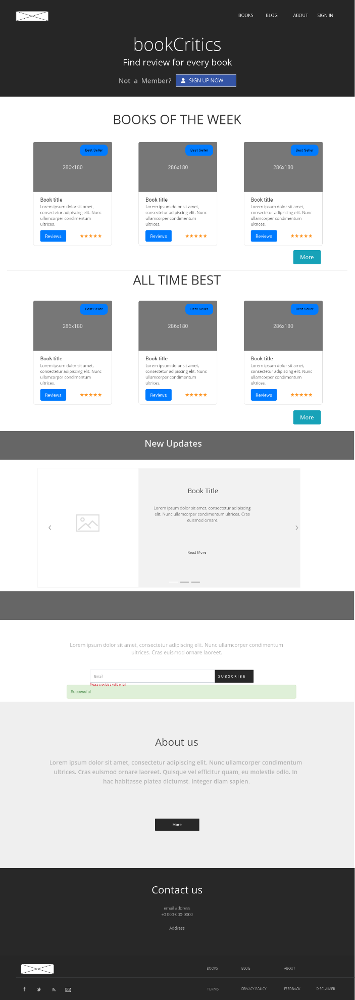 BOOKS BLOG ABOUT SIGN IN
bookCritics
Find review for every book
Not a Member? SIGN UP NOW
BOOKS OF THE WEEK
Best Seller Best Seller Best Seller
286x180 286x180 286x180
Book title
Lorem ipsum dolor sit amet,
consectetur adipiscing elit. Nunc
ullamcorper condimentum
ultrices.
Reviews
Book title
Lorem ipsum dolor sit amet,
consectetur adipiscing elit. Nunc
ullamcorper condimentum
ultrices.
Reviews
Book title
Lorem ipsum dolor sit amet,
consectetur adipiscing elit. Nunc
ullamcorper condimentum
ultrices.
Reviews
More
ALL TIME BEST
Best Seller Best Seller Best Seller
286x180 286x180 286x180
Book title
Lorem ipsum dolor sit amet,
consectetur adipiscing elit. Nunc
ullamcorper condimentum
ultrices.
Reviews
Book title
Lorem ipsum dolor sit amet,
consectetur adipiscing elit. Nunc
ullamcorper condimentum
ultrices.
Reviews
Book title
Lorem ipsum dolor sit amet,
consectetur adipiscing elit. Nunc
ullamcorper condimentum
ultrices.
Reviews
More
New Updates
Book Title
Lorem ipsum dolor sit amet, consectetur adipiscing
elit. Nunc ullamcorper condimentum ultrices. Cras
euismod ornare.
Read More
Lorem ipsum dolor sit amet, consectetur adipiscing elit. Nunc ullamcorper condimentum
ultrices. Cras euismod ornare laoreet.
Email SUBSCRIBE
Please provide a valid email
Successful
About us
Lorem ipsum dolor sit amet, consectetur adipiscing elit. Nunc ullamcorper condimentum
ultrices. Cras euismod ornare laoreet. Quisque vel efficitur quam, eu molestie odio. In
hac habitasse platea dictumst. Integer diam sapien.
More
Contact us
email address
+0 000-000-0000
Address
BOOKS BLOG ABOUT
TERMS PRIVACY POLICY FEEDBACK DISCLAIMER